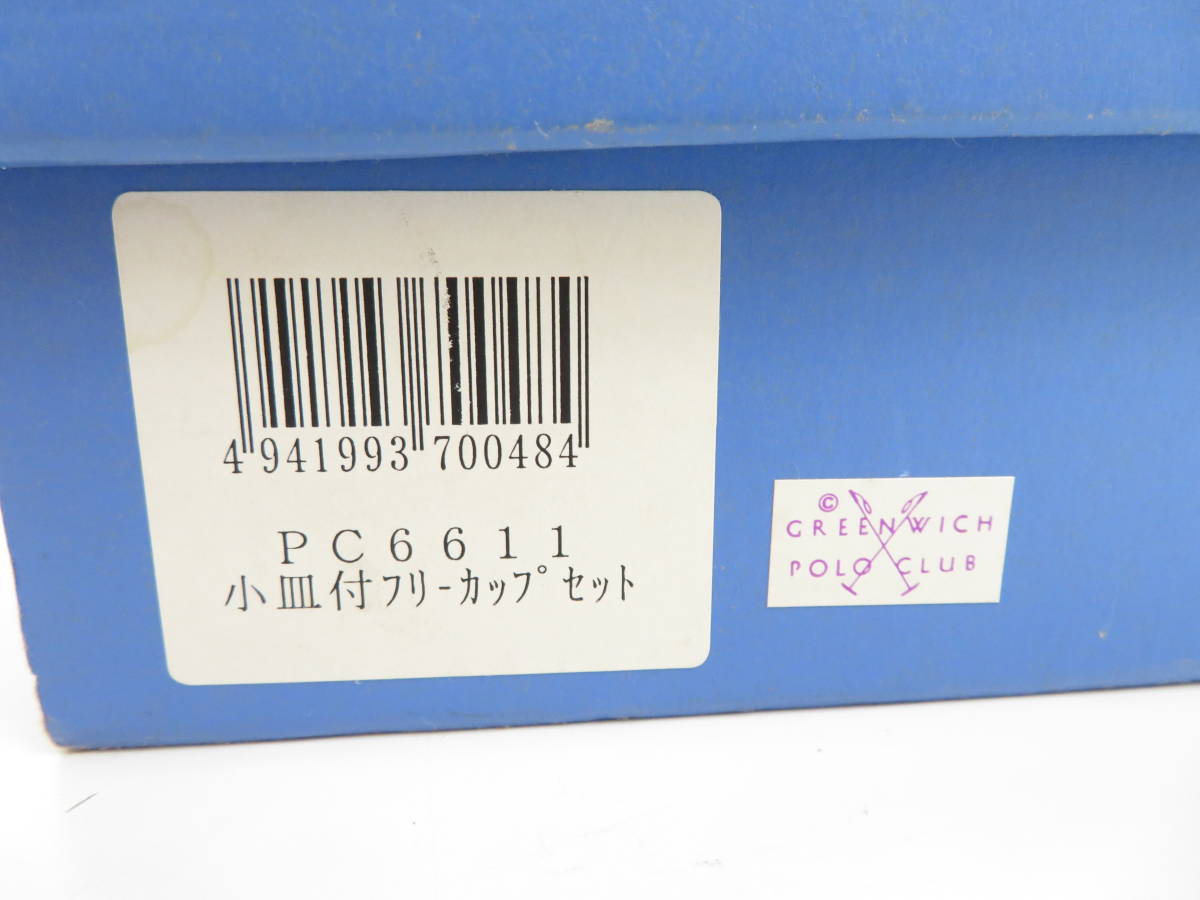 4 941993 700484
PC6611
小皿付フリーカップセット
©
GREENWICH
POLO CLUB